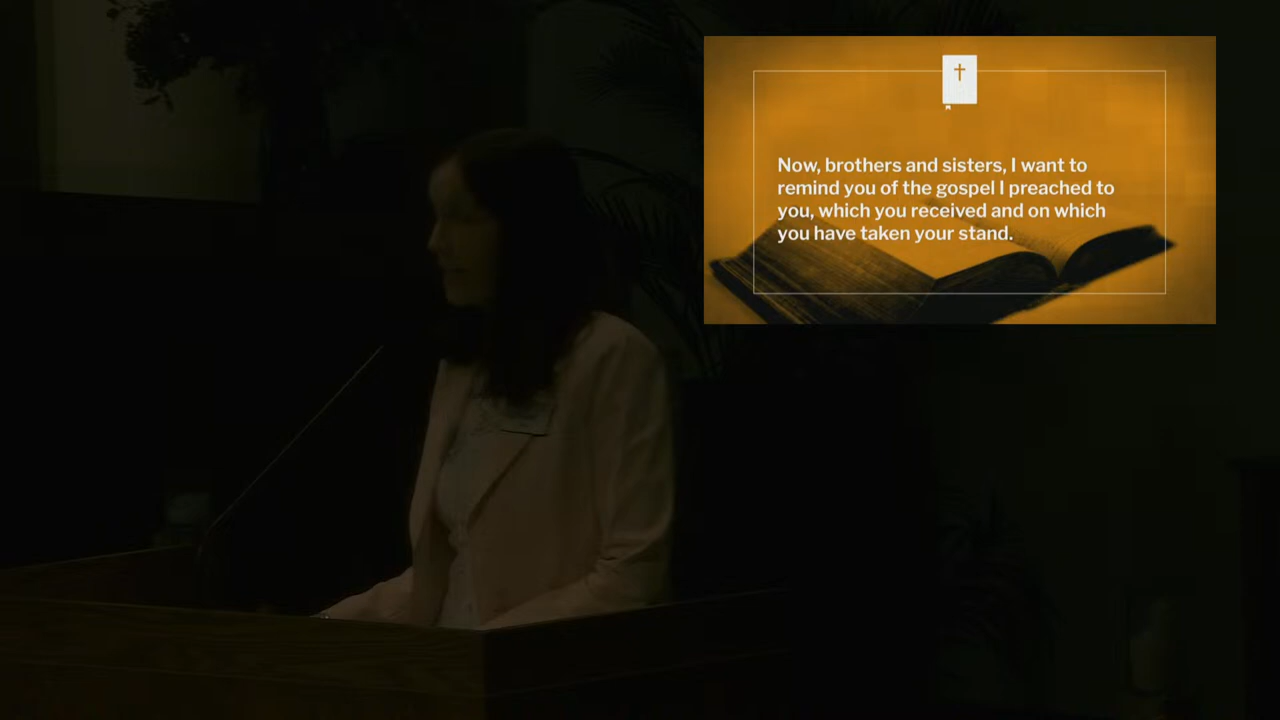 Now, brothers and sisters, I want to
remind you of the gospel I preached to
you, which you received and on which
you have taken your stand.